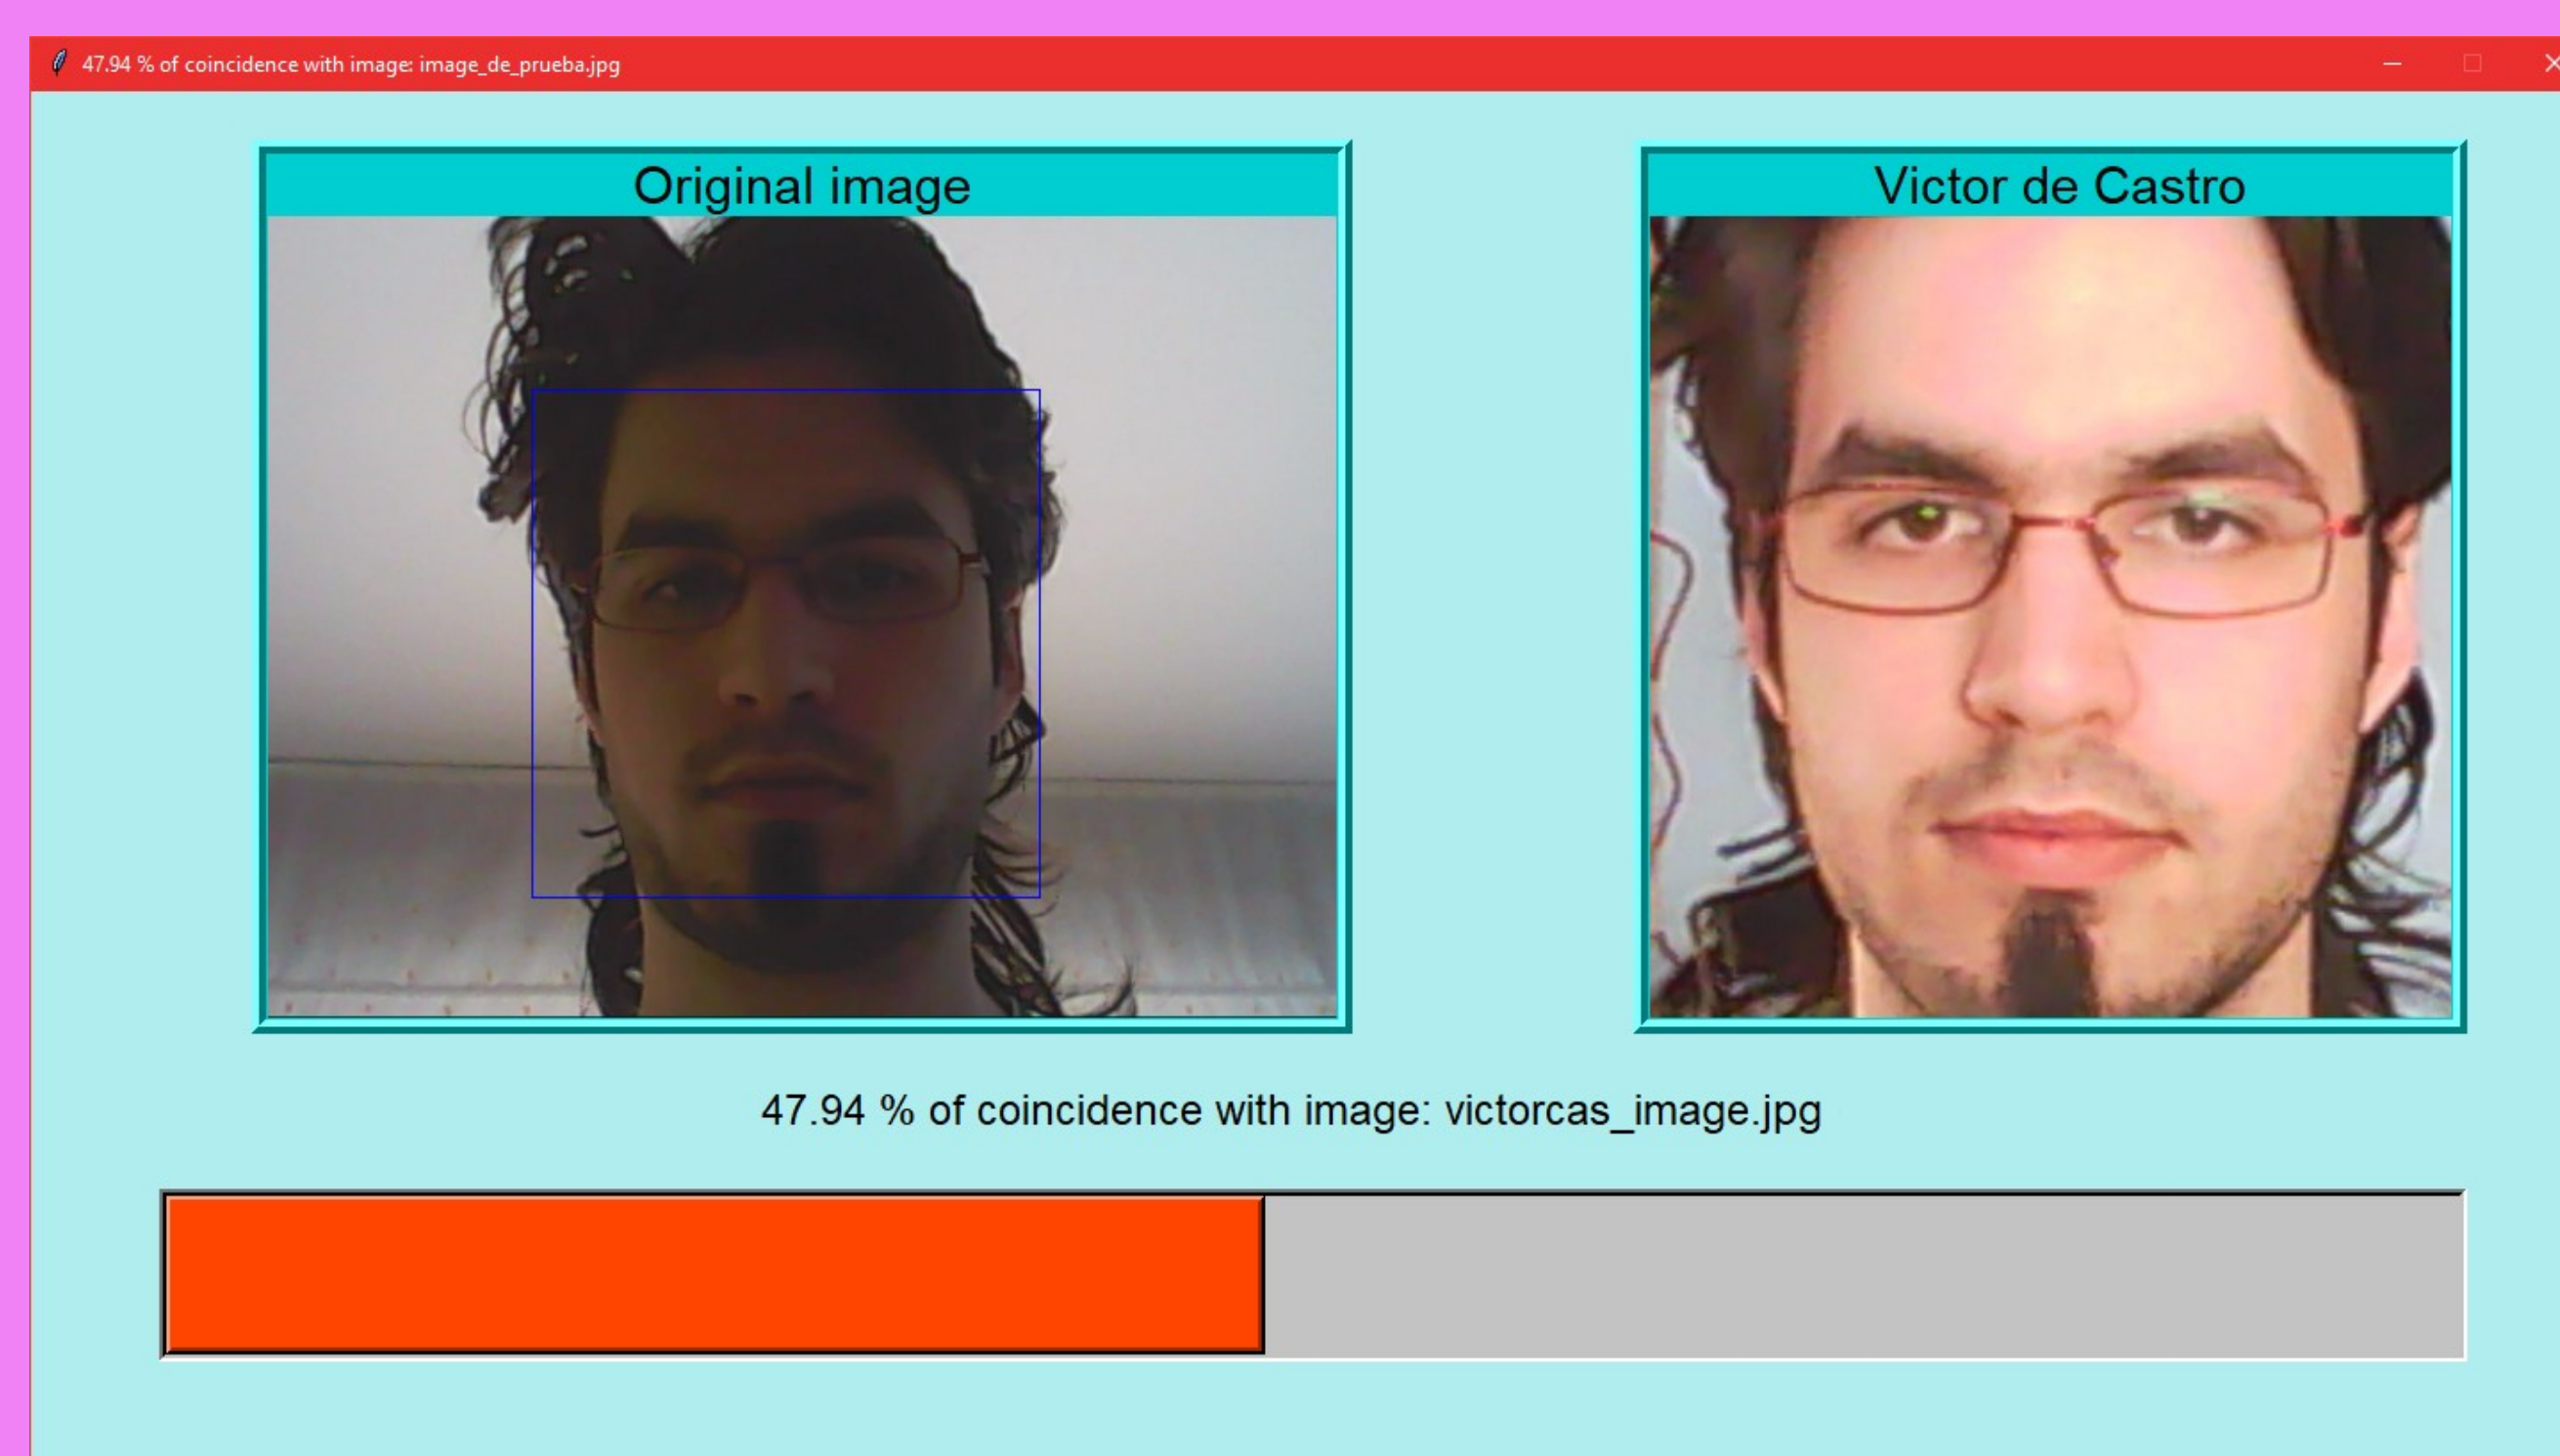 47.94 % of coincidence with image: image_de_prueba.jpg
Original image
Victor de Castro
47.94 % of coincidence with image: victorcas_image.jpg